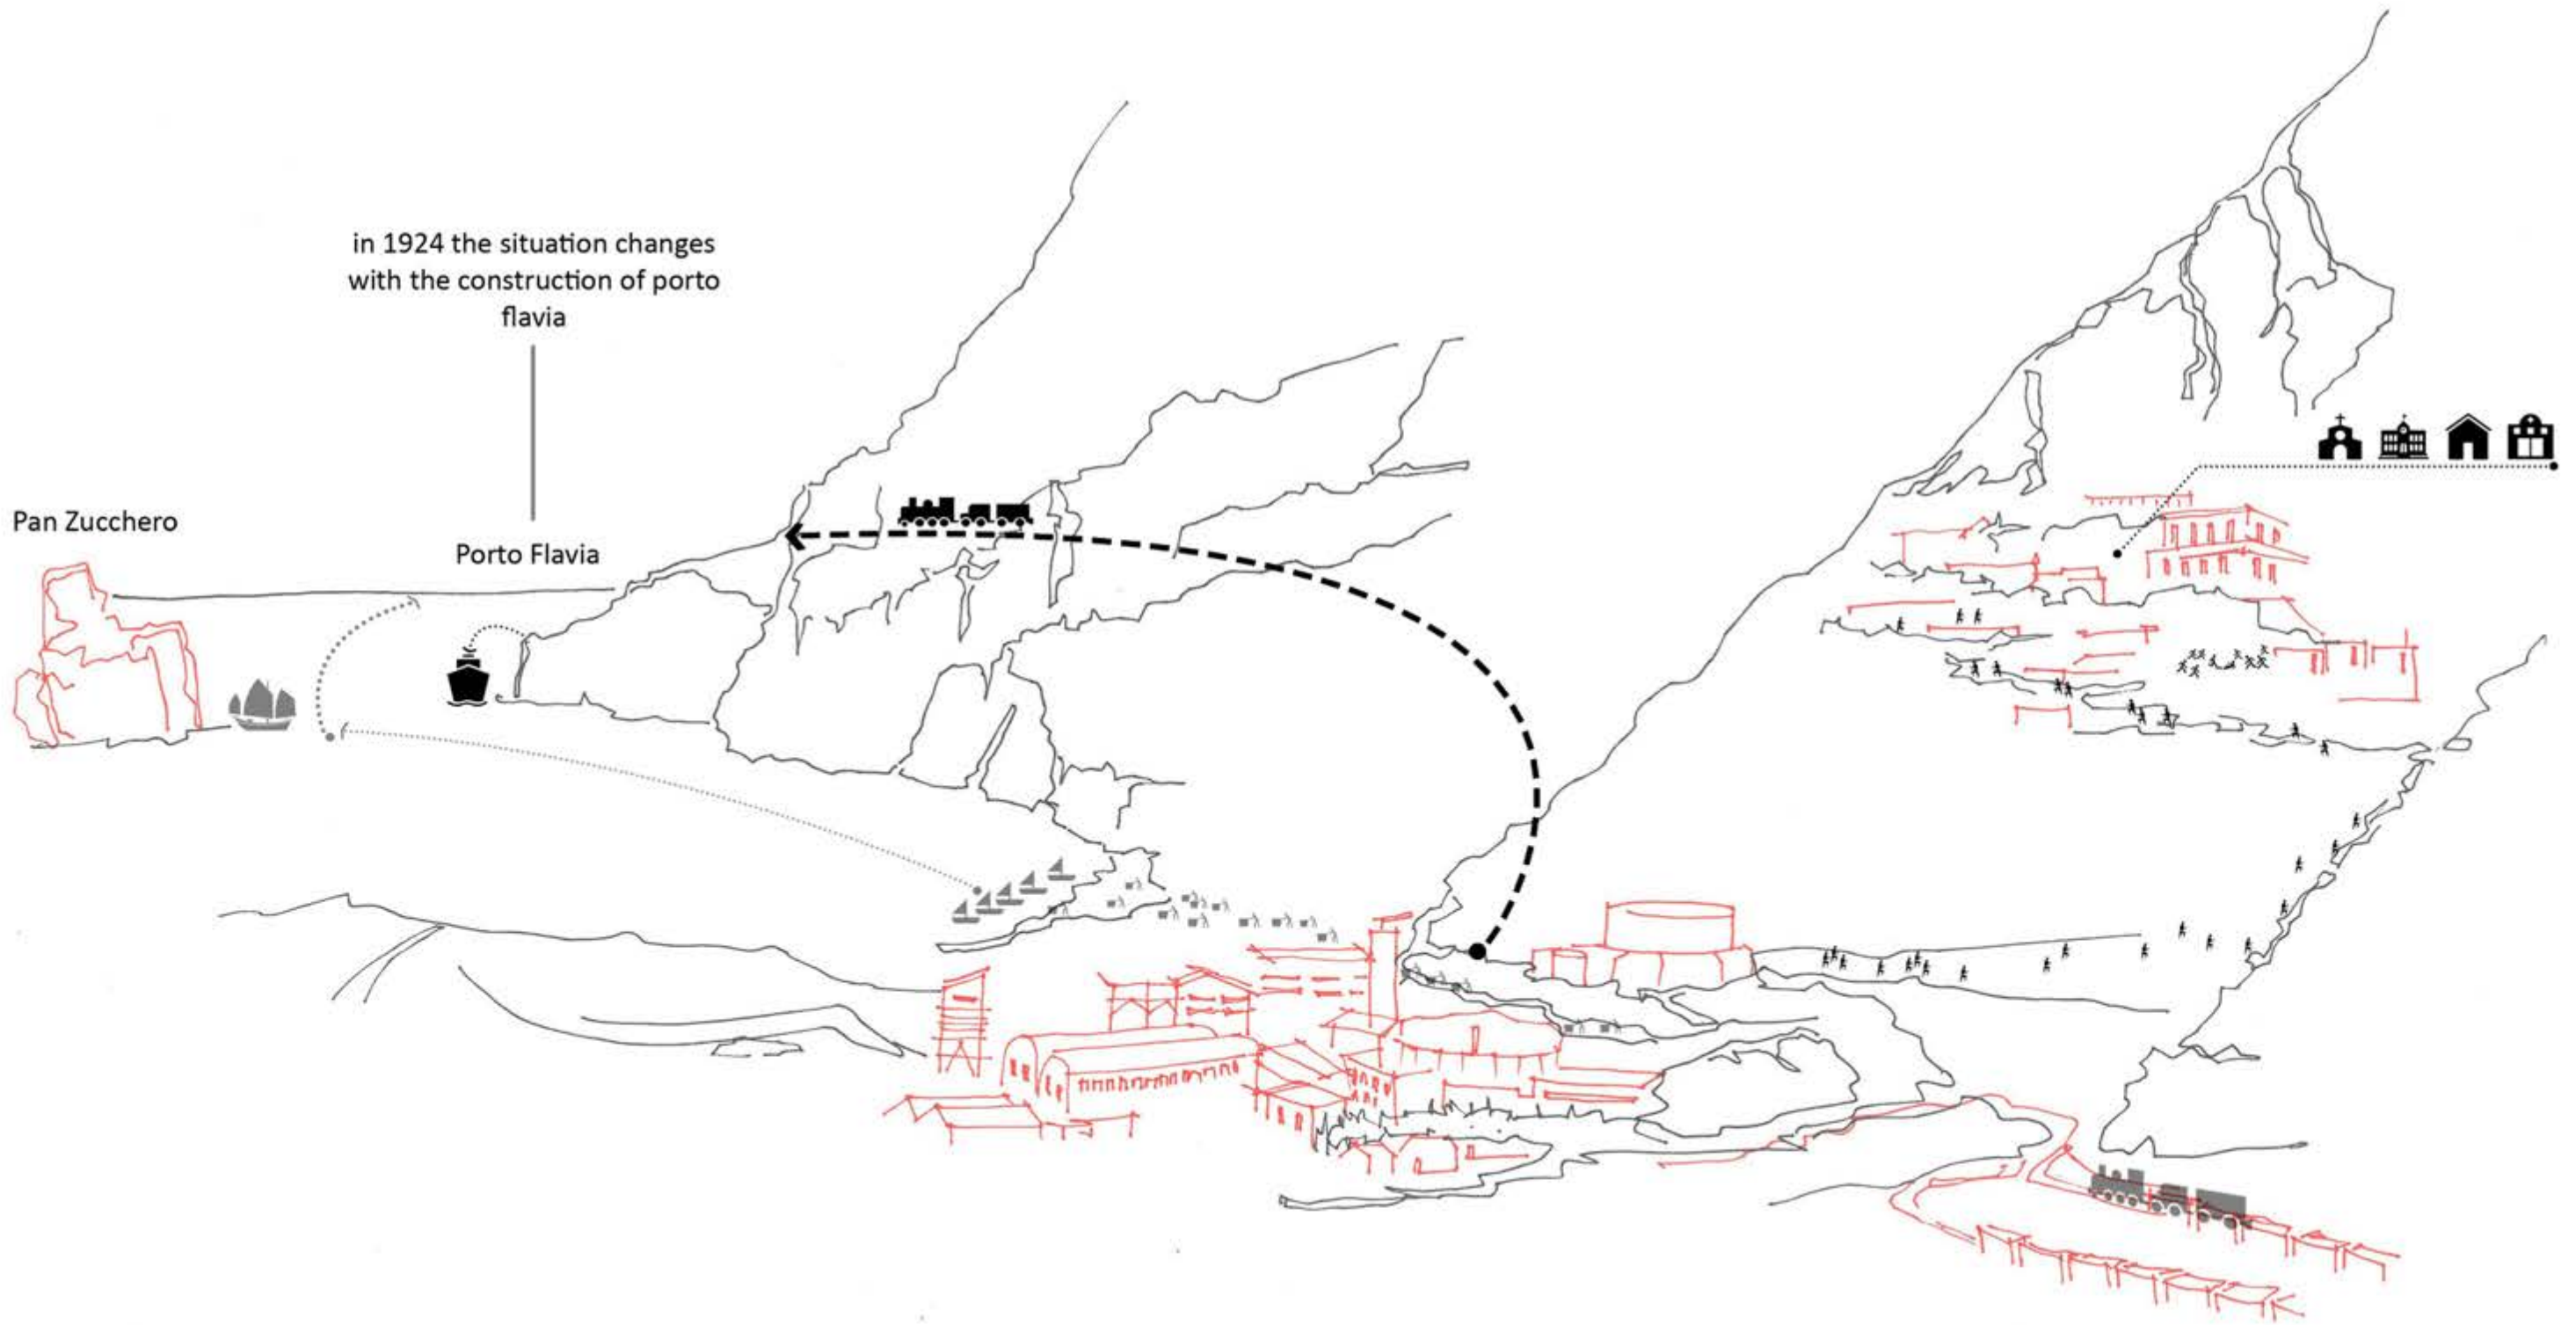 in 1924 the situation changes
with the construction of porto
flavia
Pan Zucchero
Porto Flavia